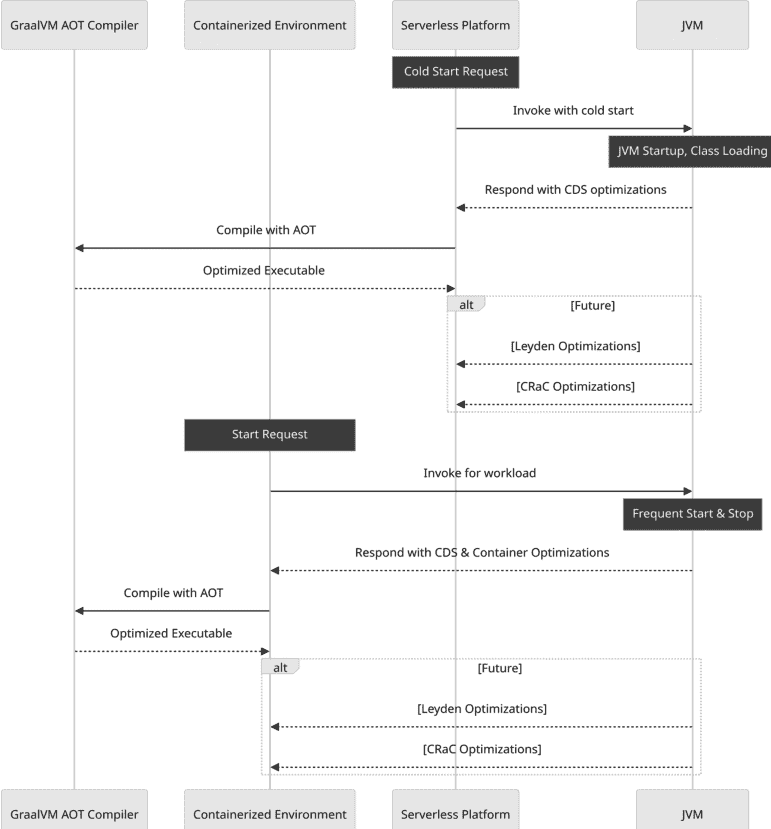 GraalVM AOT Compiler
Containerized Environment
Serverless Platform
JVM
Cold Start Request
Invoke with cold start
JVM Startup, Class Loading
Respond with CDS optimizations
Compile with AOT
Optimized Executable
alt
[Future]
[Leyden Optimizations]
[CRaC Optimizations]
Start Request
Invoke for workload
Frequent Start & Stop
Respond with CDS & Container Optimizations
Compile with AOT
Optimized Executable
alt
[Future]
[Leyden Optimizations]
[CRaC Optimizations]
GraalVM AOT Compiler
Containerized Environment
Serverless Platform
JVM